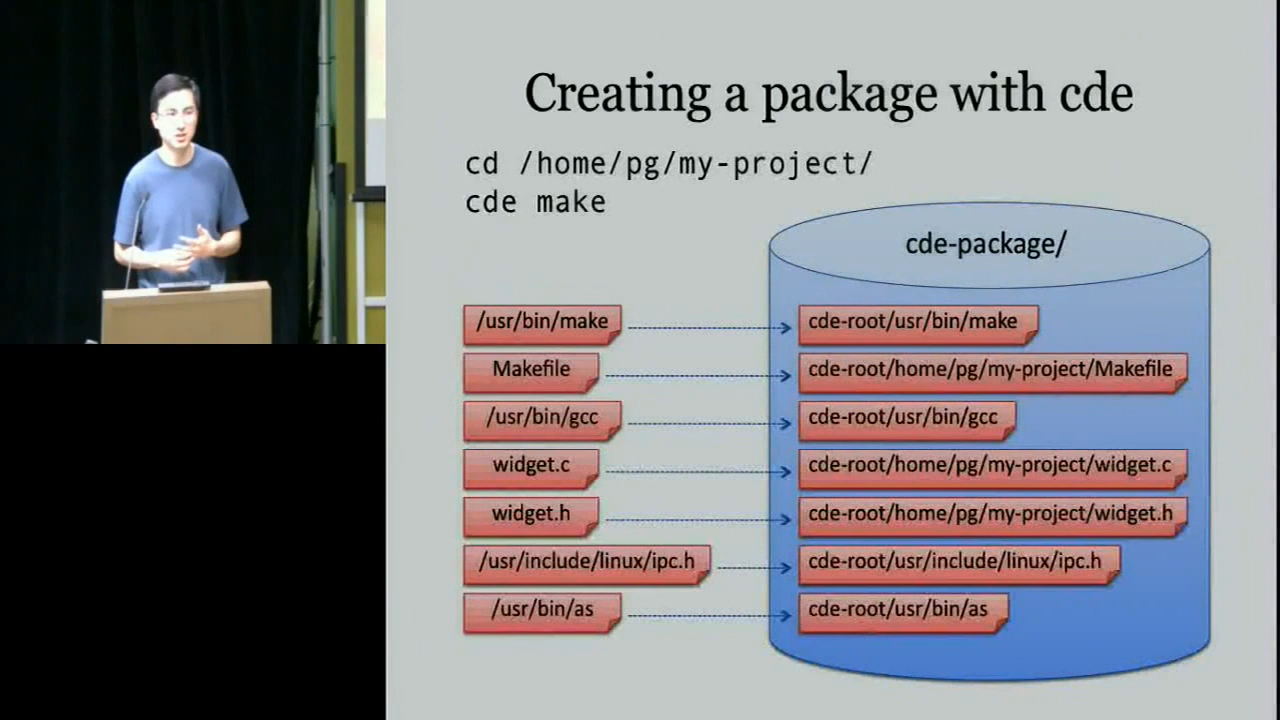 Creating a package with cde
cd /home/pg/my-project/
cde make
cde-package/
/usr/bin/make
cde-root/usr/bin/make
Makefile
cde-root/home/pg/my-project/Makefile
/usr/bin/gcc
cde-root/usr/bin/gcc
widget.c
cde-root/home/pg/my-project/widget.c
widget.h
cde-root/home/pg/my-project/widget.h
/usr/include/linux/ipc.h
cde-root/usr/include/linux/ipc.h
/usr/bin/as
cde-root/usr/bin/as